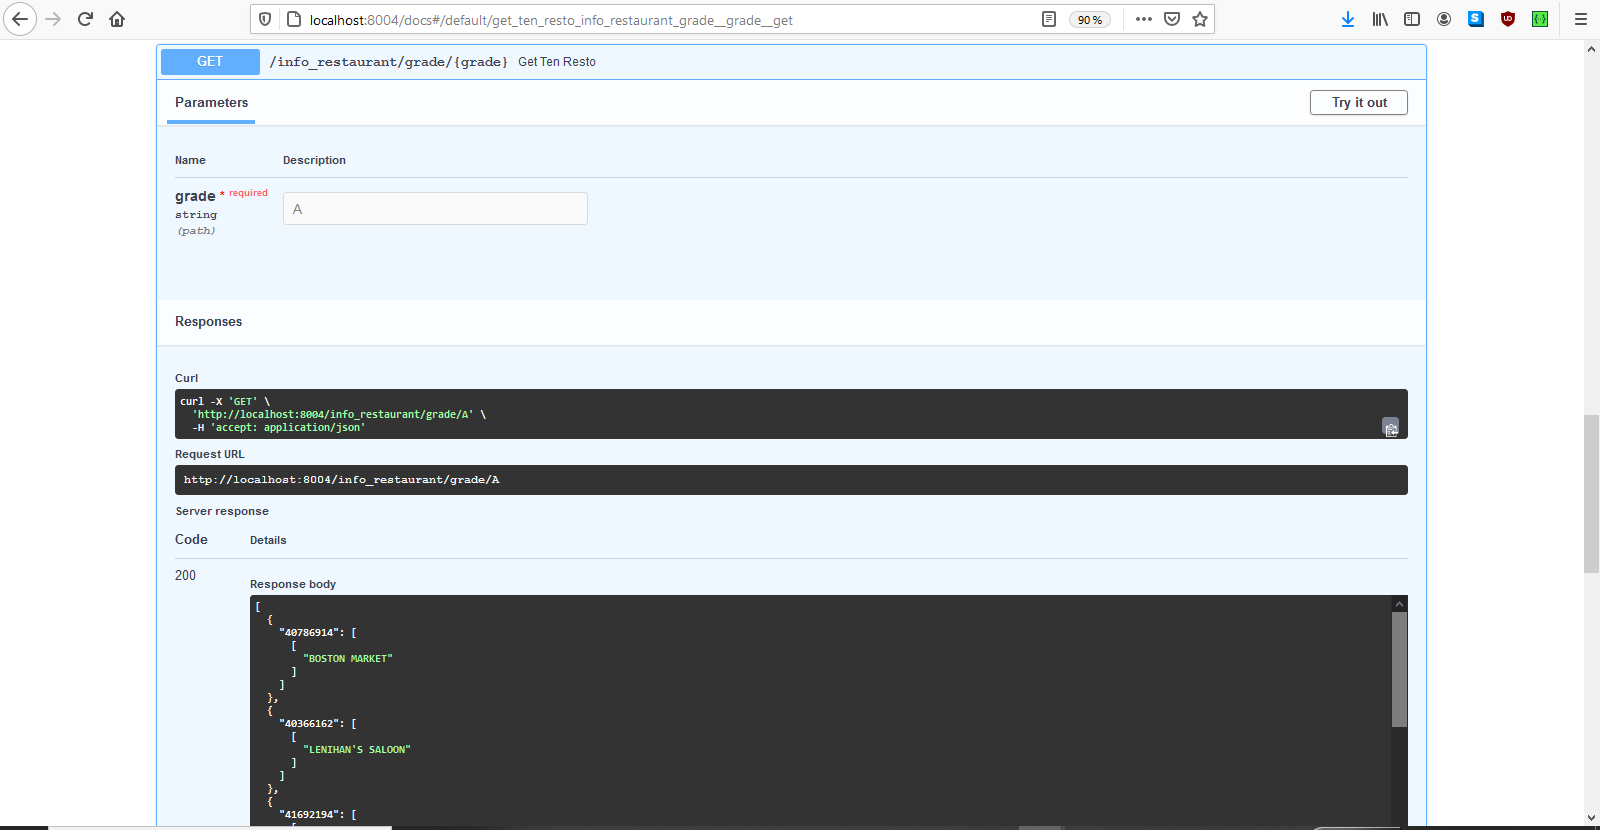 localhost:8004/docs#/default/get_ten_resto_info_restaurant_grade__grade__get
90 %
GET /info_restaurant/grade/{grade} Get Ten Resto
Parameters
Try it out
Name Description
grade * required
string
(path)
A
Responses
Curl
curl -X 'GET' \
'http://localhost:8004/info_restaurant/grade/A' \
-H 'accept: application/json'
Request URL
http://localhost:8004/info_restaurant/grade/A
Server response
Code Details
200
Response body
[
{
"40786914": [
[
"BOSTON MARKET"
]
]
},
{
"40366162": [
[
"LENIHAN'S SALOON"
]
]
},
{
"41692194": [
[